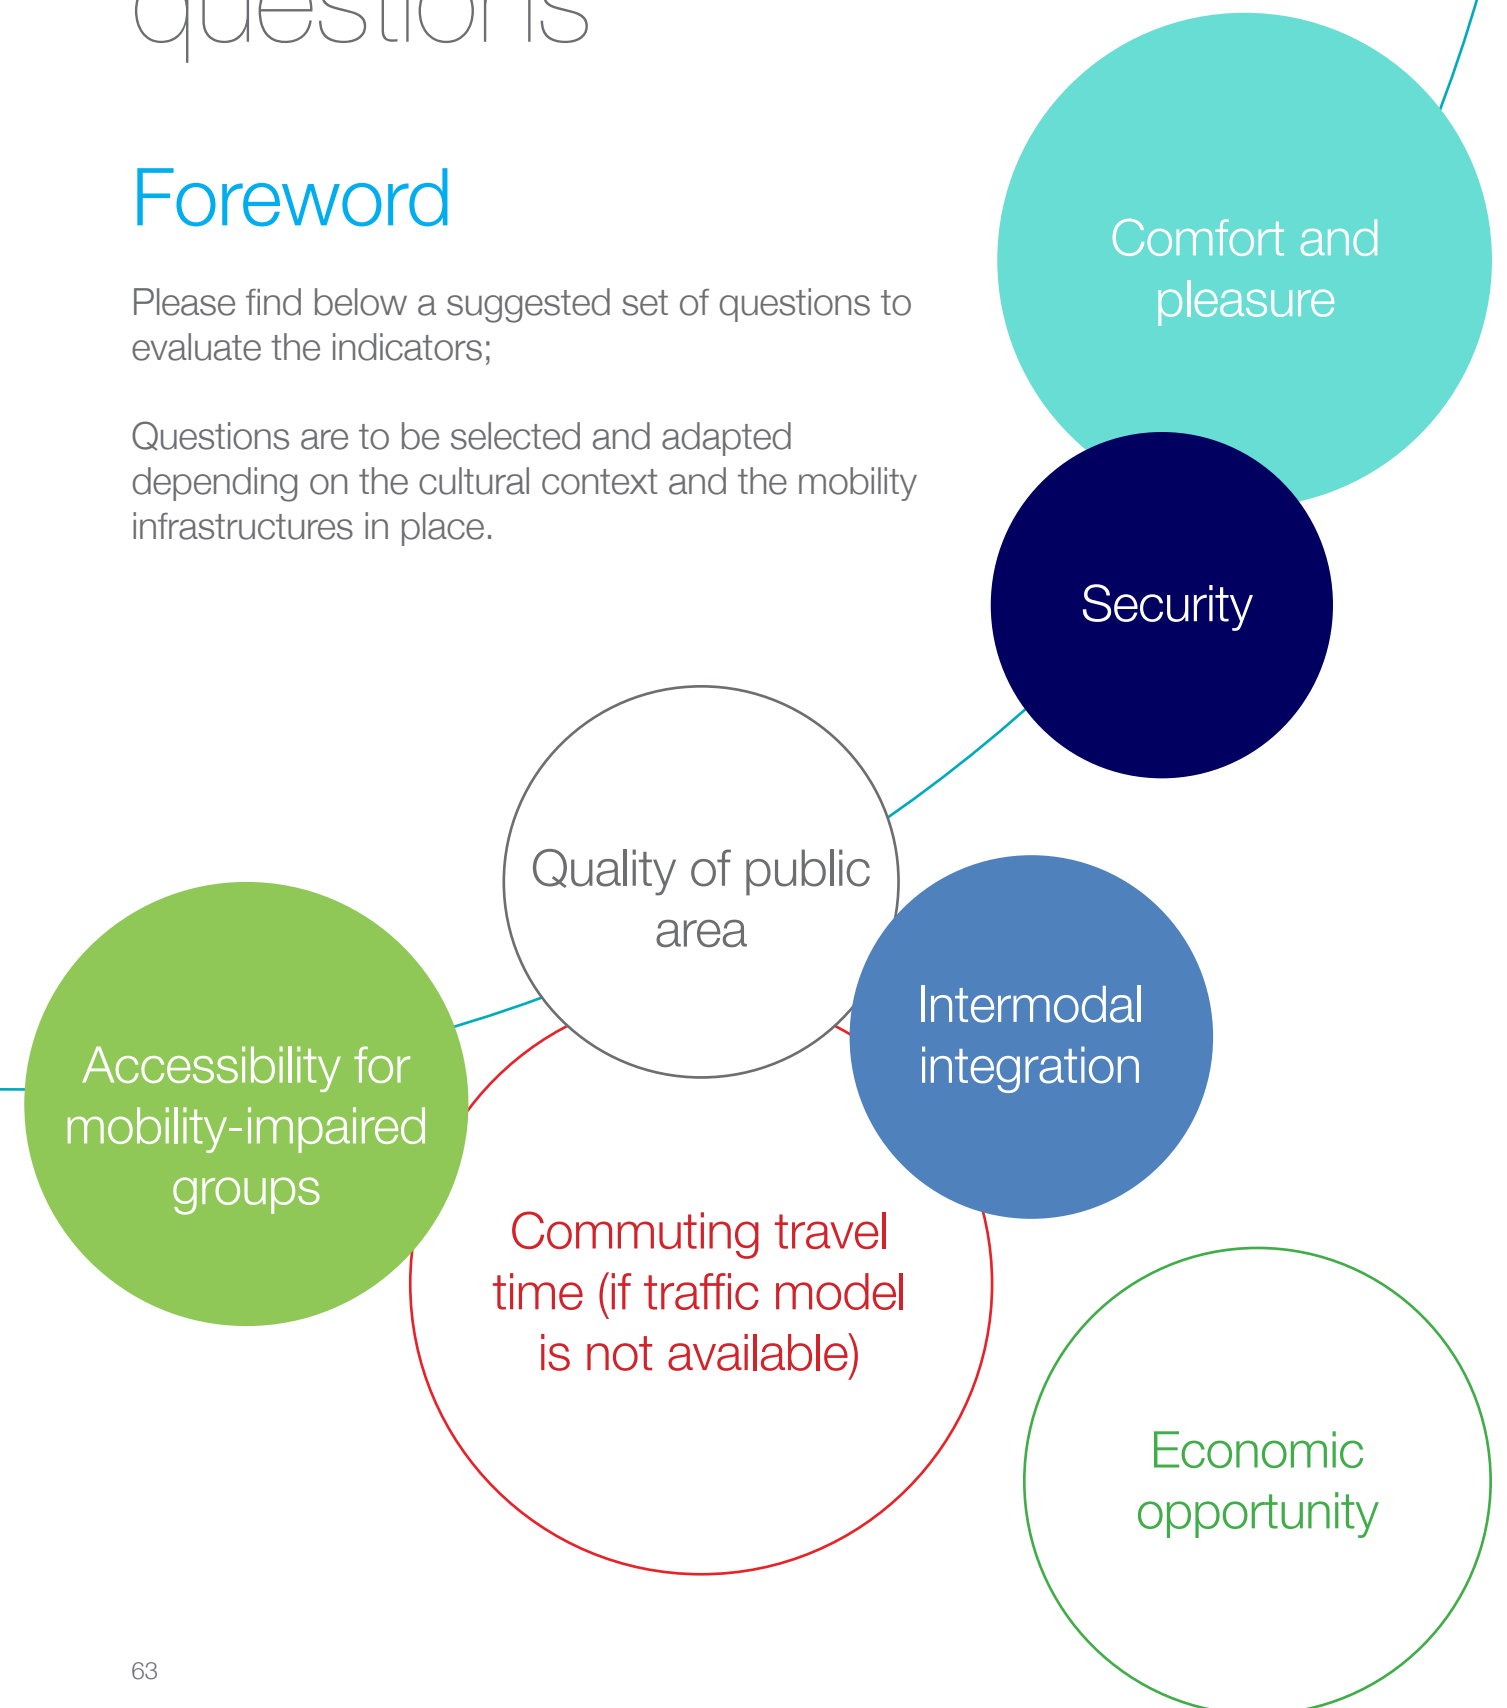 questions
Foreword
Please find below a suggested set of questions to
evaluate the indicators;
Questions are to be selected and adapted
depending on the cultural context and the mobility
infrastructures in place.
Comfort and
pleasure
Security
Quality of public
area
Intermodal
integration
Accessibility for
mobility-impaired
groups
Commuting travel
time (if traffic model
is not available)
Economic
opportunity
63